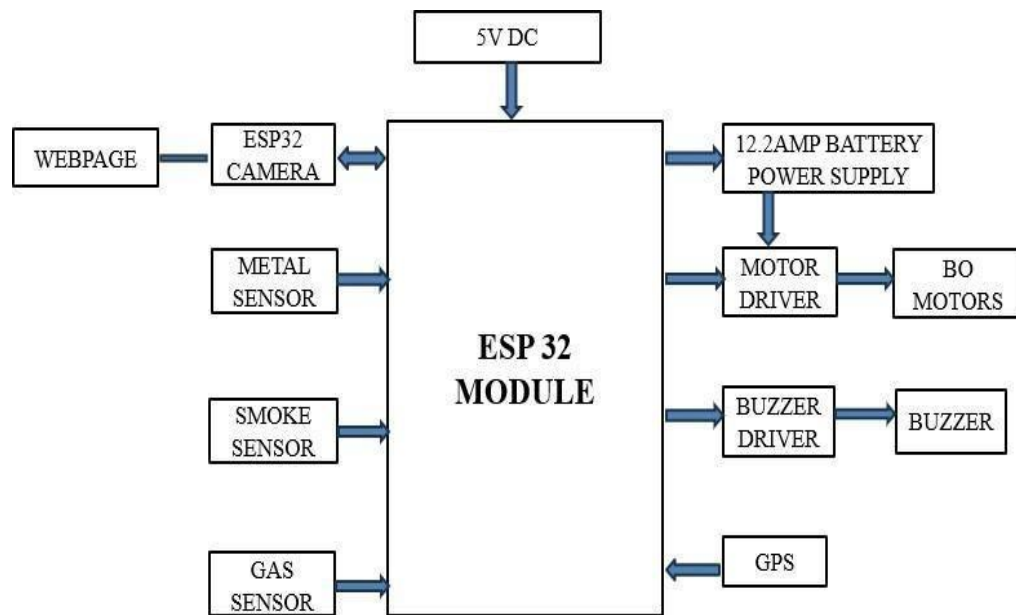 5V DC
WEBPAGE
ESP32
CAMERA
12.2AMP BATTERY
POWER SUPPLY
METAL
SENSOR
MOTOR
DRIVER
BO
MOTORS
ESP 32
MODULE
SMOKE
SENSOR
BUZZER
DRIVER
BUZZER
GAS
SENSOR
GPS